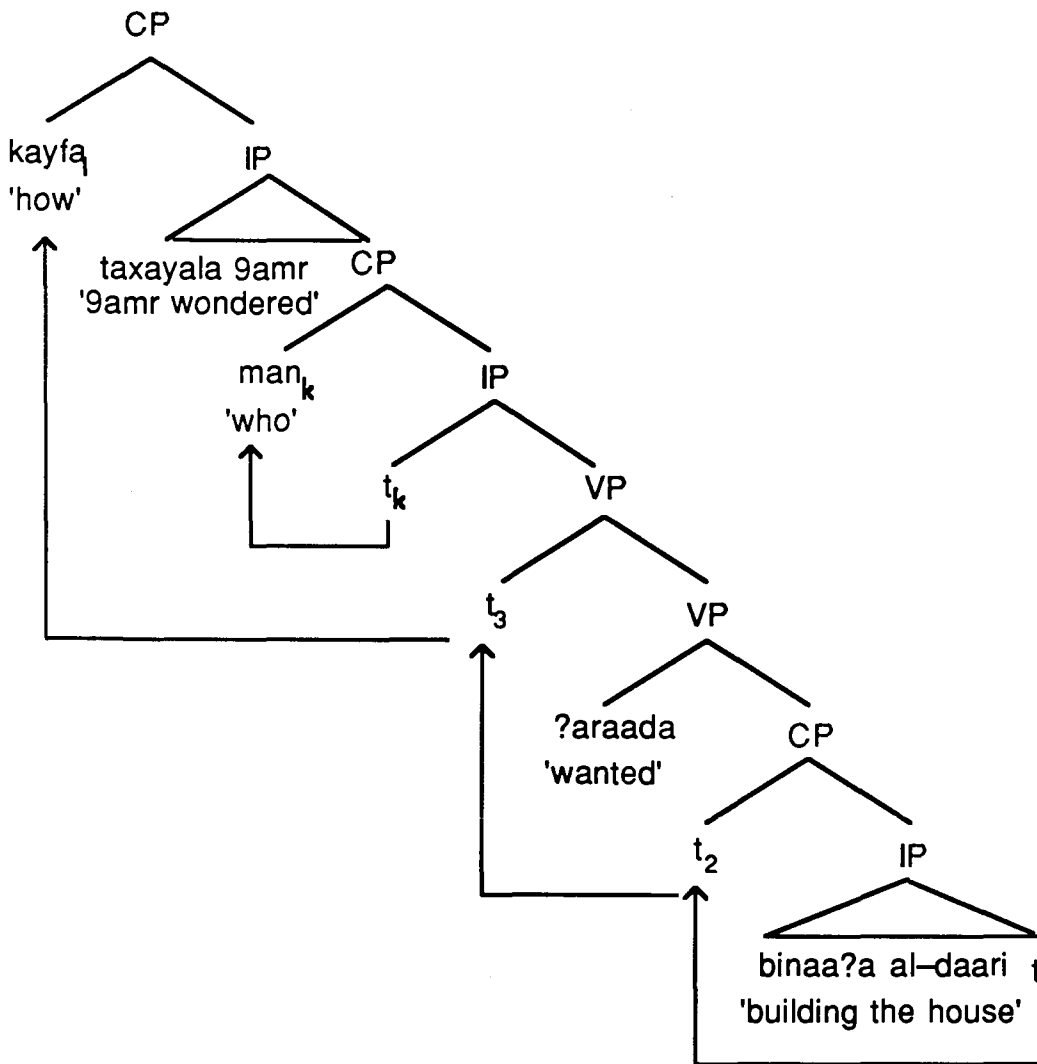 CP
kayfaᵢ
'how'
IP
taxayala 9amr
'9amr wondered'
CP
manₖ
'who'
IP
tₖ
VP
t₃
VP
?araada
'wanted'
CP
t₂
IP
binaa?a al–daari t
'building the house'